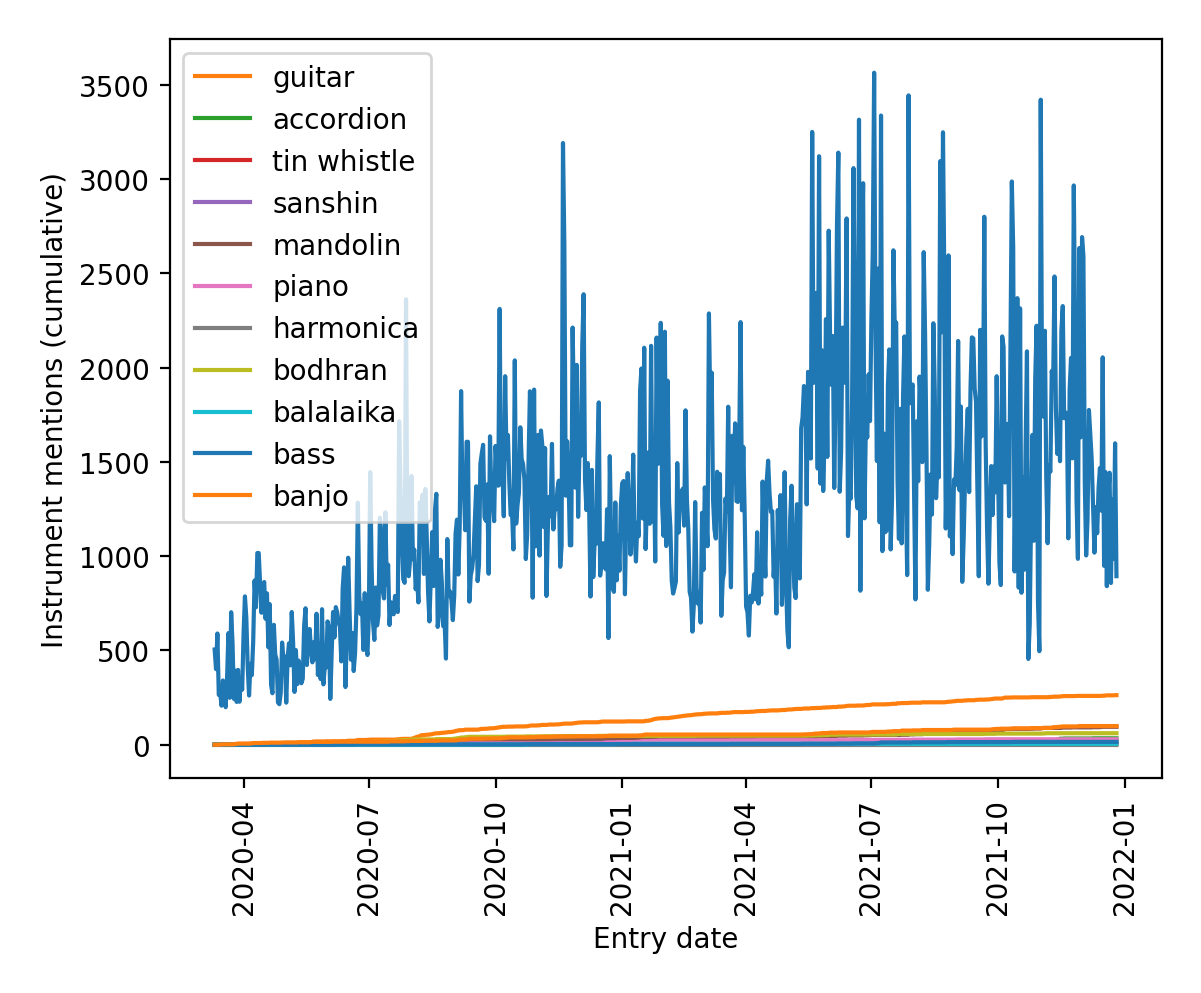 3500
3000
2500
2000
1500
1000
500
0
Instrument mentions (cumulative)
guitar
accordion
tin whistle
sanshin
mandolin
piano
harmonica
bodhran
balalaika
bass
banjo
2020-04
2020-07
2020-10
2021-01
2021-04
2021-07
2021-10
2022-01
Entry date